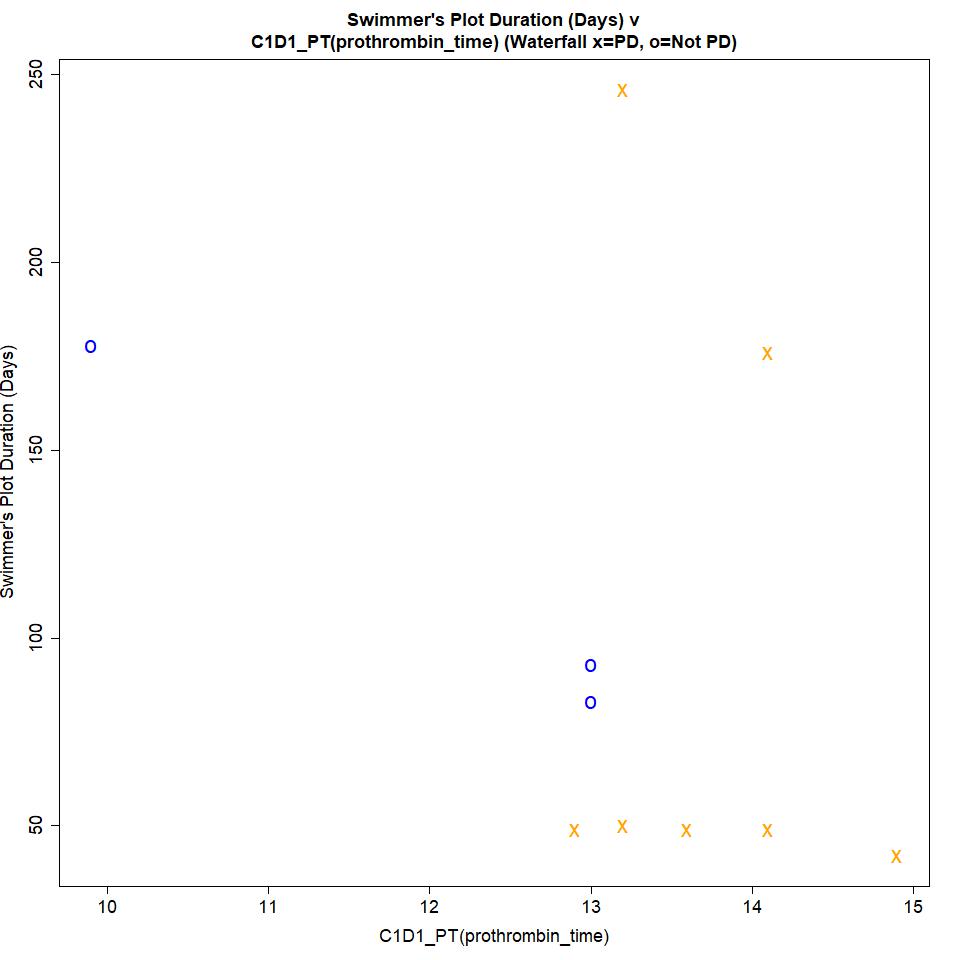 Swimmer's Plot Duration (Days) v
C1D1_PT(prothrombin_time) (Waterfall x=PD, o=Not PD)
Swimmer's Plot Duration (Days)
250
200
150
100
50
X
X
O
O
O
X
X
X
X
X
10
11
12
13
14
15
C1D1_PT(prothrombin_time)